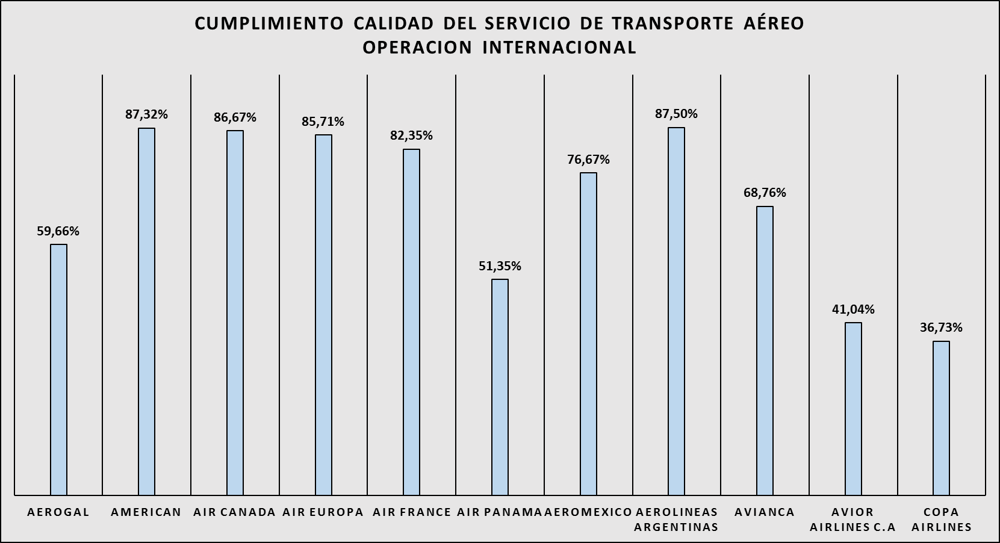 CUMPLIMIENTO CALIDAD DEL SERVICIO DE TRANSPORTE AÉREO
OPERACION INTERNACIONAL
59,66%
87,32%
86,67%
85,71%
82,35%
51,35%
76,67%
87,50%
68,76%
41,04%
36,73%
AEROGAL
AMERICAN
AIR CANADA
AIR EUROPA
AIR FRANCE
AIR PANAMA
AEROMEXICO
AEROLINEAS
ARGENTINAS
AVIANCA
AVIOR
AIRLINES C.A
COPA
AIRLINES